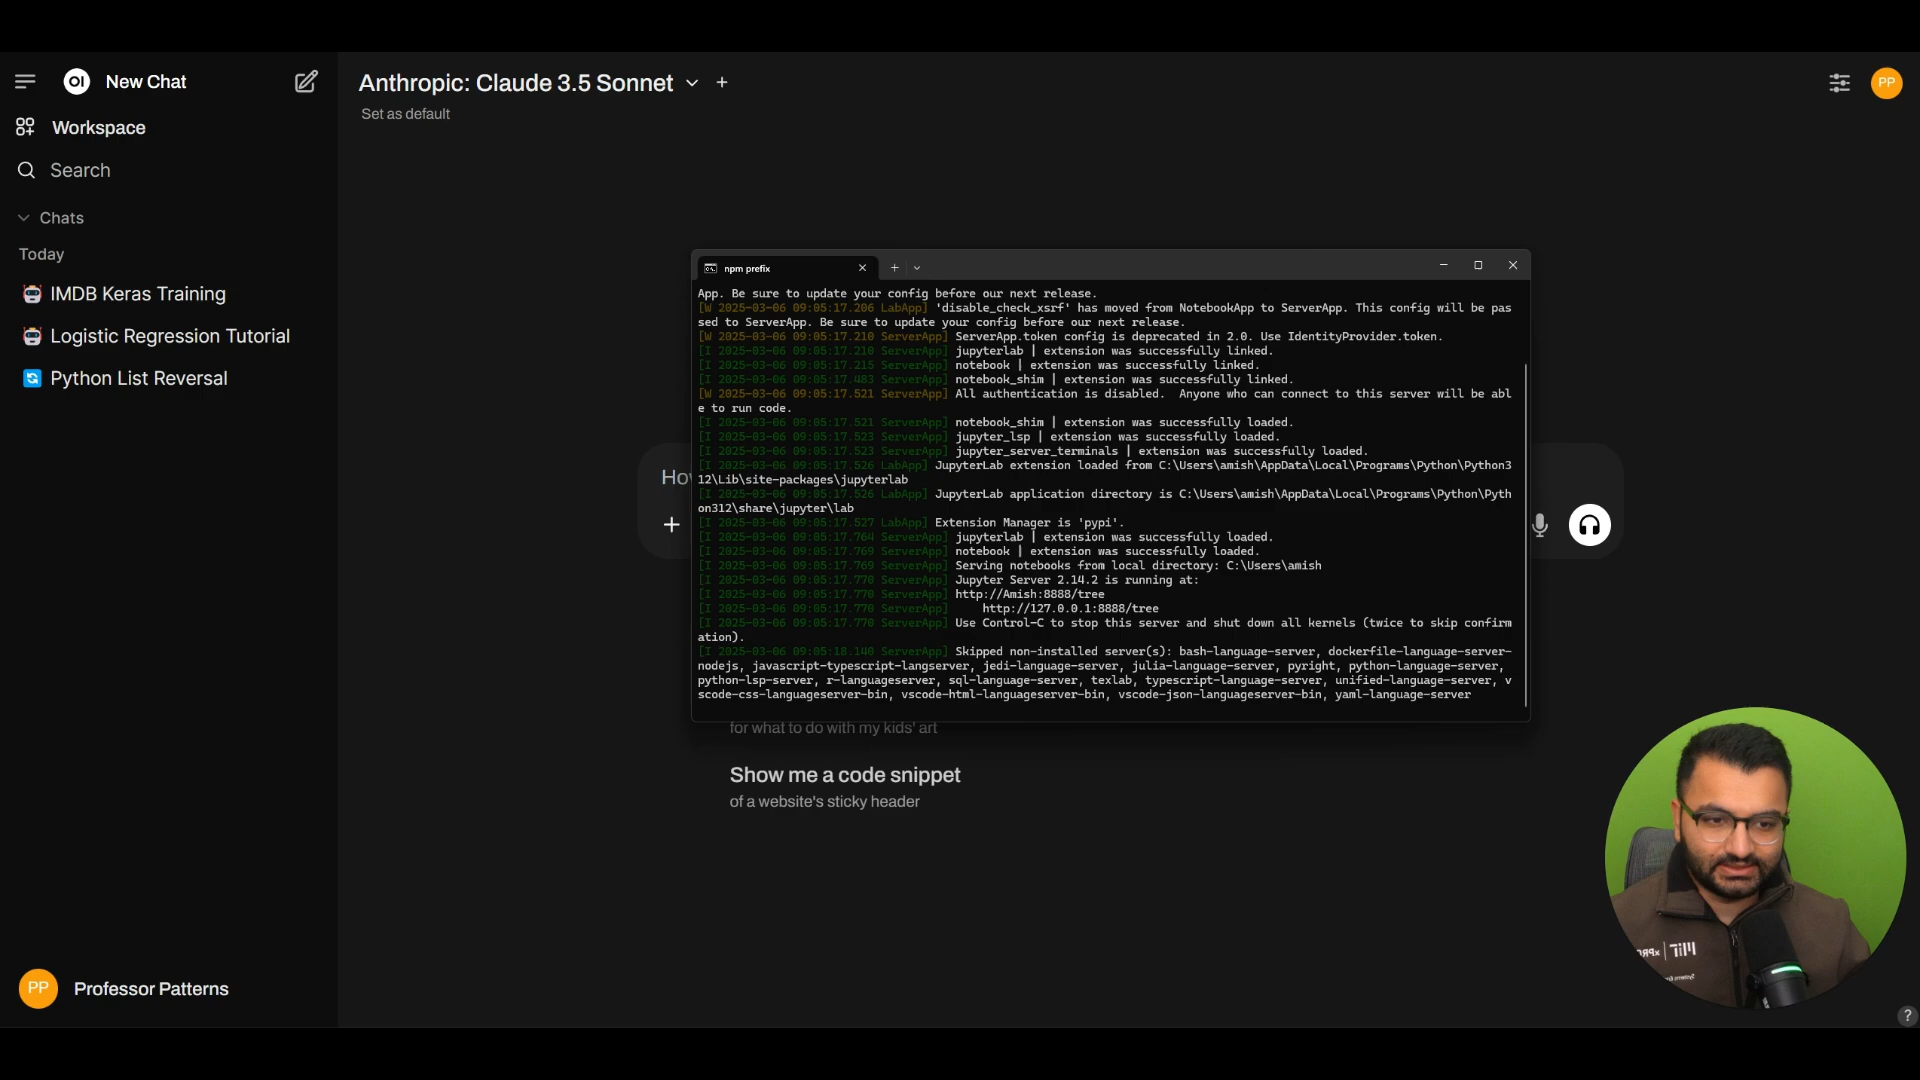 New Chat
Workspace
Search
Chats
Today
IMDB Keras Training
Logistic Regression Tutorial
Python List Reversal
PP
Professor Patterns
Anthropic: Claude 3.5 Sonnet
Set as default
PP
How
npm prefix
App. Be sure to update your config before our next release.
[W 2025-03-06 09:05:17.206 LabApp] 'disable_check_xsrf' has moved from NotebookApp to ServerApp. This config will be pas
sed to ServerApp. Be sure to update your config before our next release.
[W 2025-03-06 09:05:17.210 ServerApp] ServerApp.token config is deprecated in 2.0. Use IdentityProvider.token.
[I 2025-03-06 09:05:17.210 ServerApp] jupyterlab | extension was successfully linked.
[I 2025-03-06 09:05:17.215 ServerApp] notebook | extension was successfully linked.
[I 2025-03-06 09:05:17.483 ServerApp] notebook_shim | extension was successfully linked.
[W 2025-03-06 09:05:17.521 ServerApp] All authentication is disabled.  Anyone who can connect to this server will be abl
e to run code.
[I 2025-03-06 09:05:17.521 ServerApp] notebook_shim | extension was successfully loaded.
[I 2025-03-06 09:05:17.523 ServerApp] jupyter_lsp | extension was successfully loaded.
[I 2025-03-06 09:05:17.523 ServerApp] jupyter_server_terminals | extension was successfully loaded.
[I 2025-03-06 09:05:17.526 LabApp] JupyterLab extension loaded from C:\Users\amish\AppData\Local\Programs\Python\Python3
12\Lib\site-packages\jupyterlab
[I 2025-03-06 09:05:17.526 LabApp] JupyterLab application directory is C:\Users\amish\AppData\Local\Programs\Python\Pyth
on312\share\jupyter\lab
[I 2025-03-06 09:05:17.527 LabApp] Extension Manager is 'pypi'.
[I 2025-03-06 09:05:17.764 ServerApp] jupyterlab | extension was successfully loaded.
[I 2025-03-06 09:05:17.769 ServerApp] notebook | extension was successfully loaded.
[I 2025-03-06 09:05:17.769 ServerApp] Serving notebooks from local directory: C:\Users\amish
[I 2025-03-06 09:05:17.770 ServerApp] Jupyter Server 2.14.2 is running at:
[I 2025-03-06 09:05:17.770 ServerApp] http://Amish:8888/tree
[I 2025-03-06 09:05:17.770 ServerApp]     http://127.0.0.1:8888/tree
[I 2025-03-06 09:05:17.770 ServerApp] Use Control-C to stop this server and shut down all kernels (twice to skip confirm
ation).
[I 2025-03-06 09:05:18.140 ServerApp] Skipped non-installed server(s): bash-language-server, dockerfile-language-server-
nodejs, javascript-typescript-langserver, jedi-language-server, julia-language-server, pyright, python-language-server,
python-lsp-server, r-languageserver, sql-language-server, texlab, typescript-language-server, unified-language-server, v
scode-css-languageserver-bin, vscode-html-languageserver-bin, vscode-json-languageserver-bin, yaml-language-server
for what to do with my kids' art
Show me a code snippet
of a website's sticky header
?